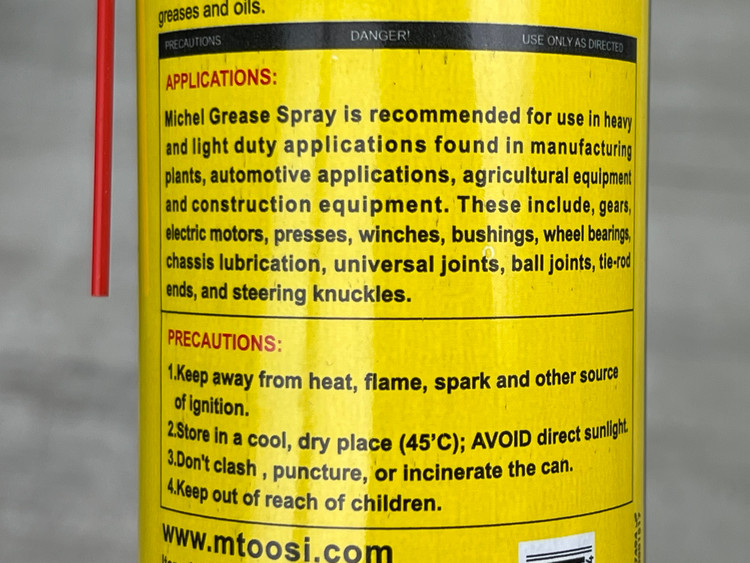 greases and oils.
PRECAUTIONS DANGER! USE ONLY AS DIRECTED
APPLICATIONS:
Michel Grease Spray is recommended for use in heavy
and light duty applications found in manufacturing
plants, automotive applications, agricultural equipment
and construction equipment. These include, gears,
electric motors, presses, winches, bushings, wheel bearings,
chassis lubrication, universal joints, ball joints, tie-rod
ends, and steering knuckles.
PRECAUTIONS:
1.Keep away from heat, flame, spark and other source
of ignition.
2.Store in a cool, dry place (45'C); AVOID direct sunlight.
3.Don't clash , puncture, or incinerate the can.
4.Keep out of reach of children.
www.mtoosi.com